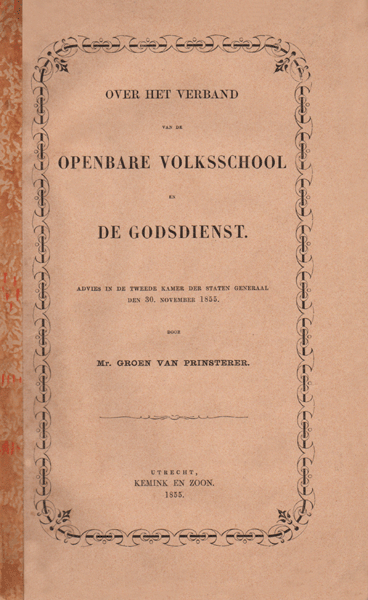 OVER HET VERBAND
VAN DE
OPENBARE VOLKSSCHOOL
EN
DE GODSDIENST.
ADVIES IN DE TWEEDE KAMER DER STATEN GENERAAL
DEN 30. NOVEMBER 1855.
DOOR
Mr. GROEN VAN PRINSTERER.
UTRECHT,
KEMINK EN ZOON.
1855.